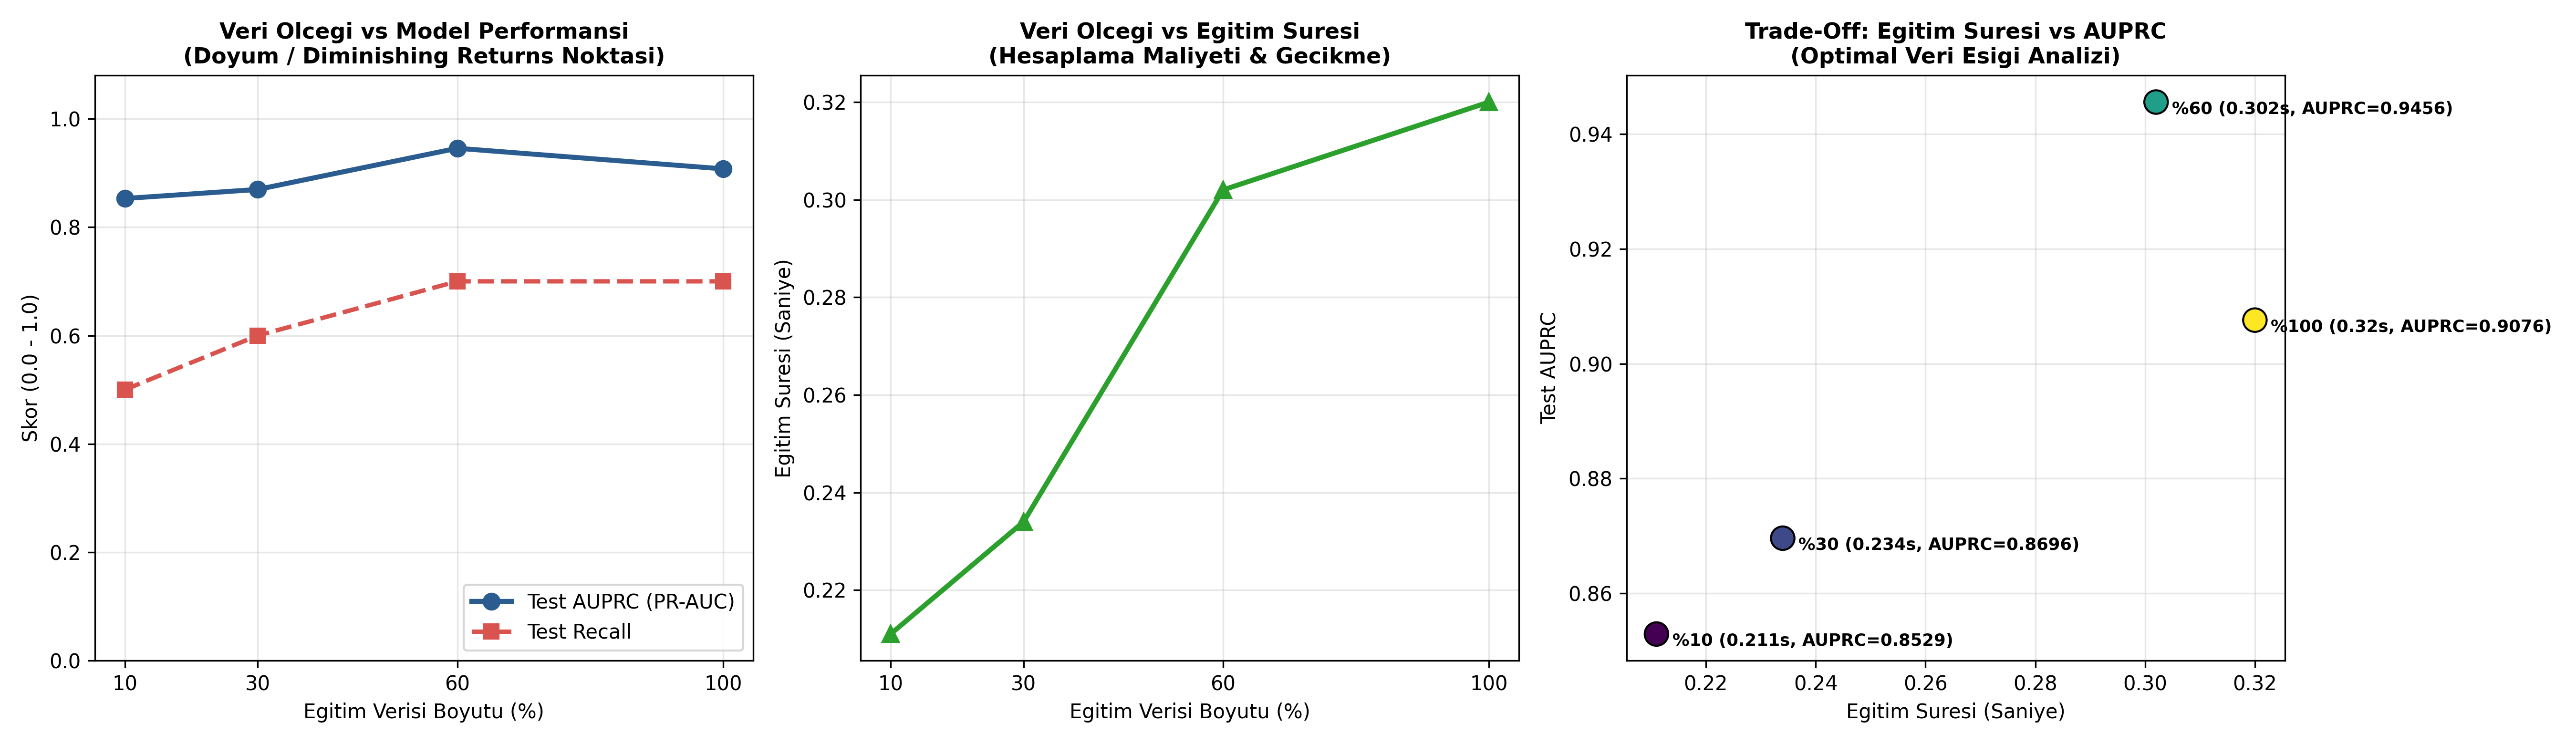 Veri Olcegi vs Model Performansi
(Doyum / Diminishing Returns Noktasi)
Skor (0.0 - 1.0)
1.0
0.8
0.6
0.4
0.2
0.0
Test AUPRC (PR-AUC)
Test Recall
10
30
60
100
Egitim Verisi Boyutu (%)
Veri Olcegi vs Egitim Suresi
(Hesaplama Maliyeti & Gecikme)
Egitim Suresi (Saniye)
0.32
0.30
0.28
0.26
0.24
0.22
10
30
60
100
Egitim Verisi Boyutu (%)
Trade-Off: Egitim Suresi vs AUPRC
(Optimal Veri Esigi Analizi)
Test AUPRC
0.94
0.92
0.90
0.88
0.86
%60 (0.302s, AUPRC=0.9456)
%100 (0.32s, AUPRC=0.9076)
%30 (0.234s, AUPRC=0.8696)
%10 (0.211s, AUPRC=0.8529)
0.22
0.24
0.26
0.28
0.30
0.32
Egitim Suresi (Saniye)